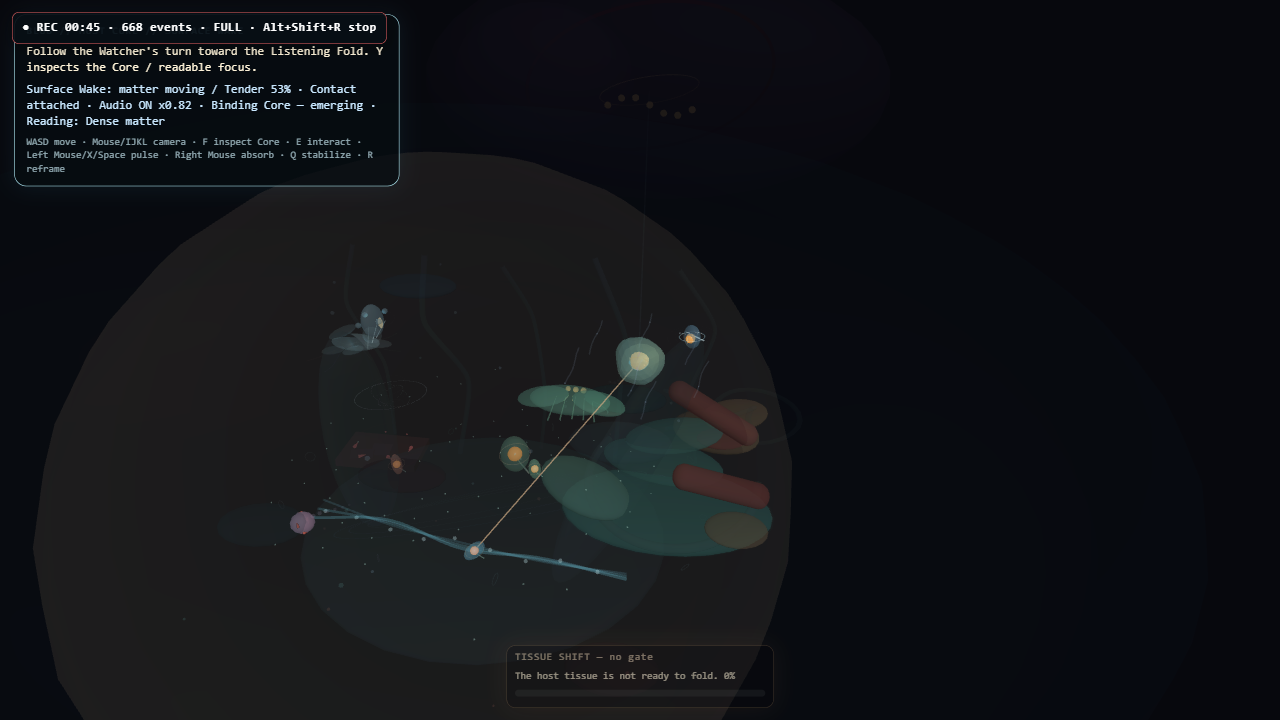 ● REC 00:45 · 668 events · FULL · Alt+Shift+R stop
Follow the Watcher's turn toward the Listening Fold. Y
inspects the Core / readable focus.
Surface Wake: matter moving / Tender 53% · Contact
attached · Audio ON x0.82 · Binding Core — emerging ·
Reading: Dense matter
WASD move · Mouse/IJKL camera · F inspect Core · E interact ·
Left Mouse/X/Space pulse · Right Mouse absorb · Q stabilize · R
reframe
TISSUE SHIFT — no gate
The host tissue is not ready to fold. 0%